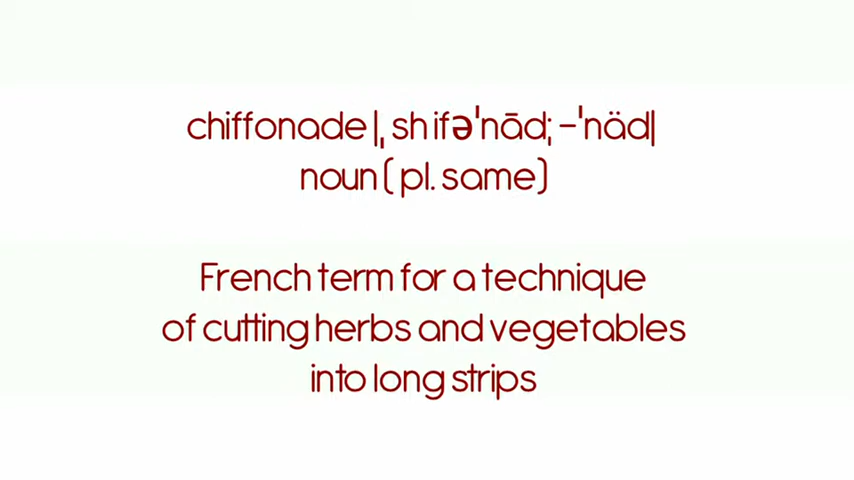 chiffonade |ˌshifəˈnād; -ˈnäd|
noun ( pl. same)
French term for a technique
of cutting herbs and vegetables
into long strips